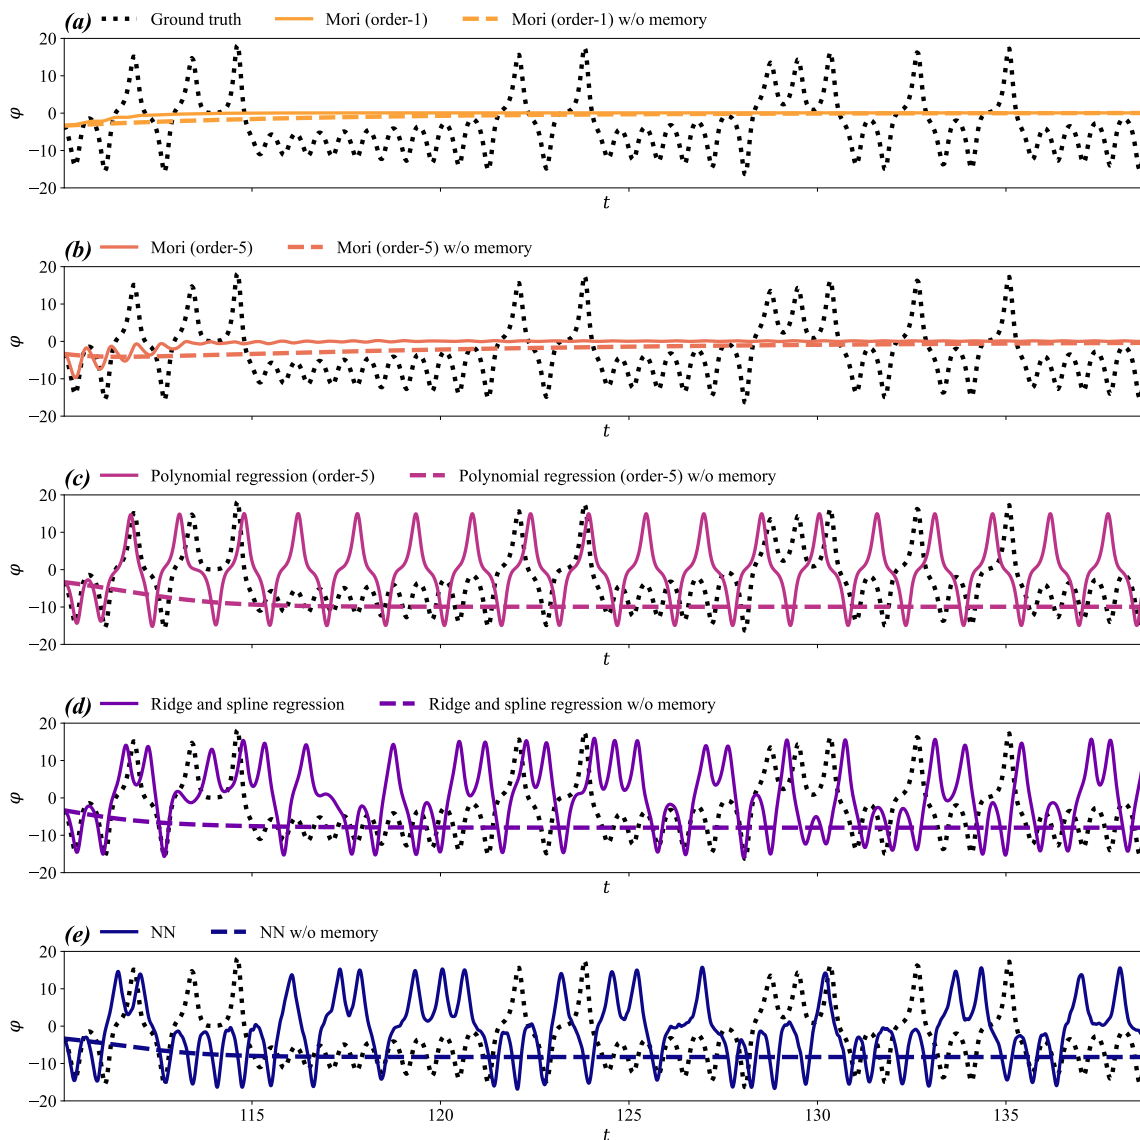 (a) Ground truth Mori (order-1) Mori (order-1) w/o memory
20
10
0
−10
−20
φ
t
(b) Mori (order-5) Mori (order-5) w/o memory
20
10
0
−10
−20
φ
t
(c) Polynomial regression (order-5) Polynomial regression (order-5) w/o memory
20
10
0
−10
−20
φ
t
(d) Ridge and spline regression Ridge and spline regression w/o memory
20
10
0
−10
−20
φ
t
(e) NN NN w/o memory
20
10
0
−10
−20
φ
115 120 125 130 135
t